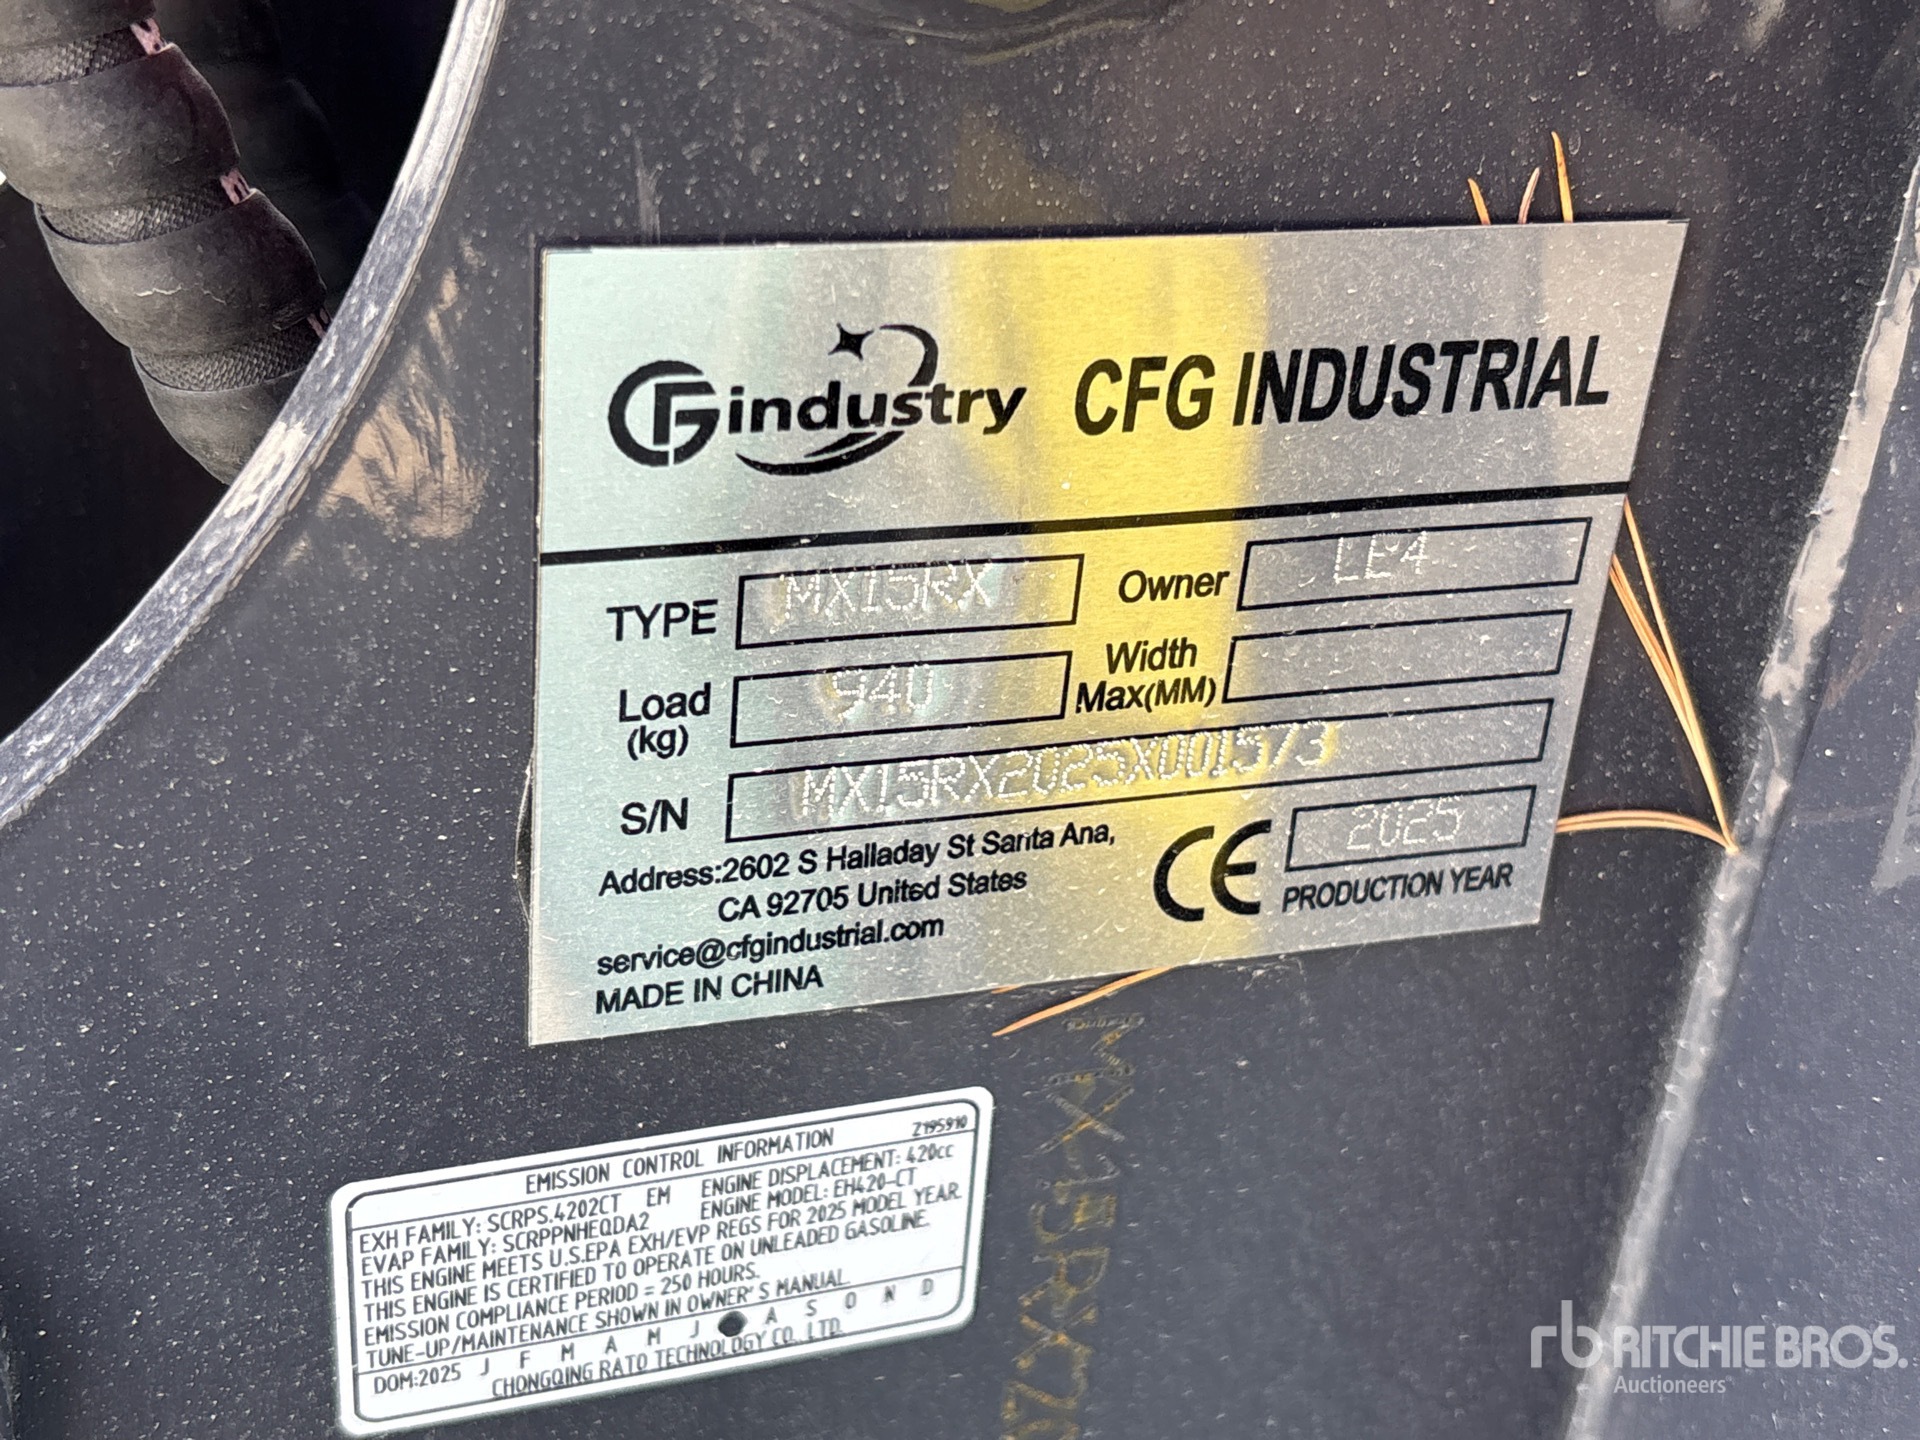 CFG industry CFG INDUSTRIAL
TYPE MX15RX Owner LE4
Load (kg) 940 Width Max(MM)
S/N MX15RX2025X001573
Address:2602 S Halladay St Santa Ana,
CA 92705 United States
service@cfgindustrial.com
MADE IN CHINA
CE 2025
PRODUCTION YEAR
EMISSION CONTROL INFORMATION Z195910
EXH FAMILY: SCRPS.4202CT EM ENGINE DISPLACEMENT: 420cc
EVAP FAMILY: SCRPPNHEQDA2 ENGINE MODEL: EH420-CT
THIS ENGINE MEETS U.S.EPA EXH/EVP REGS FOR 2025 MODEL YEAR.
THIS ENGINE IS CERTIFIED TO OPERATE ON UNLEADED GASOLINE.
EMISSION COMPLIANCE PERIOD = 250 HOURS.
TUNE-UP/MAINTENANCE SHOWN IN OWNER'S MANUAL.
DOM:2025 J F M A M J A S O N D
CHONGQING RATO TECHNOLOGY CO., LTD.
MX15RX20
rb RITCHIE BROS.
Auctioneers